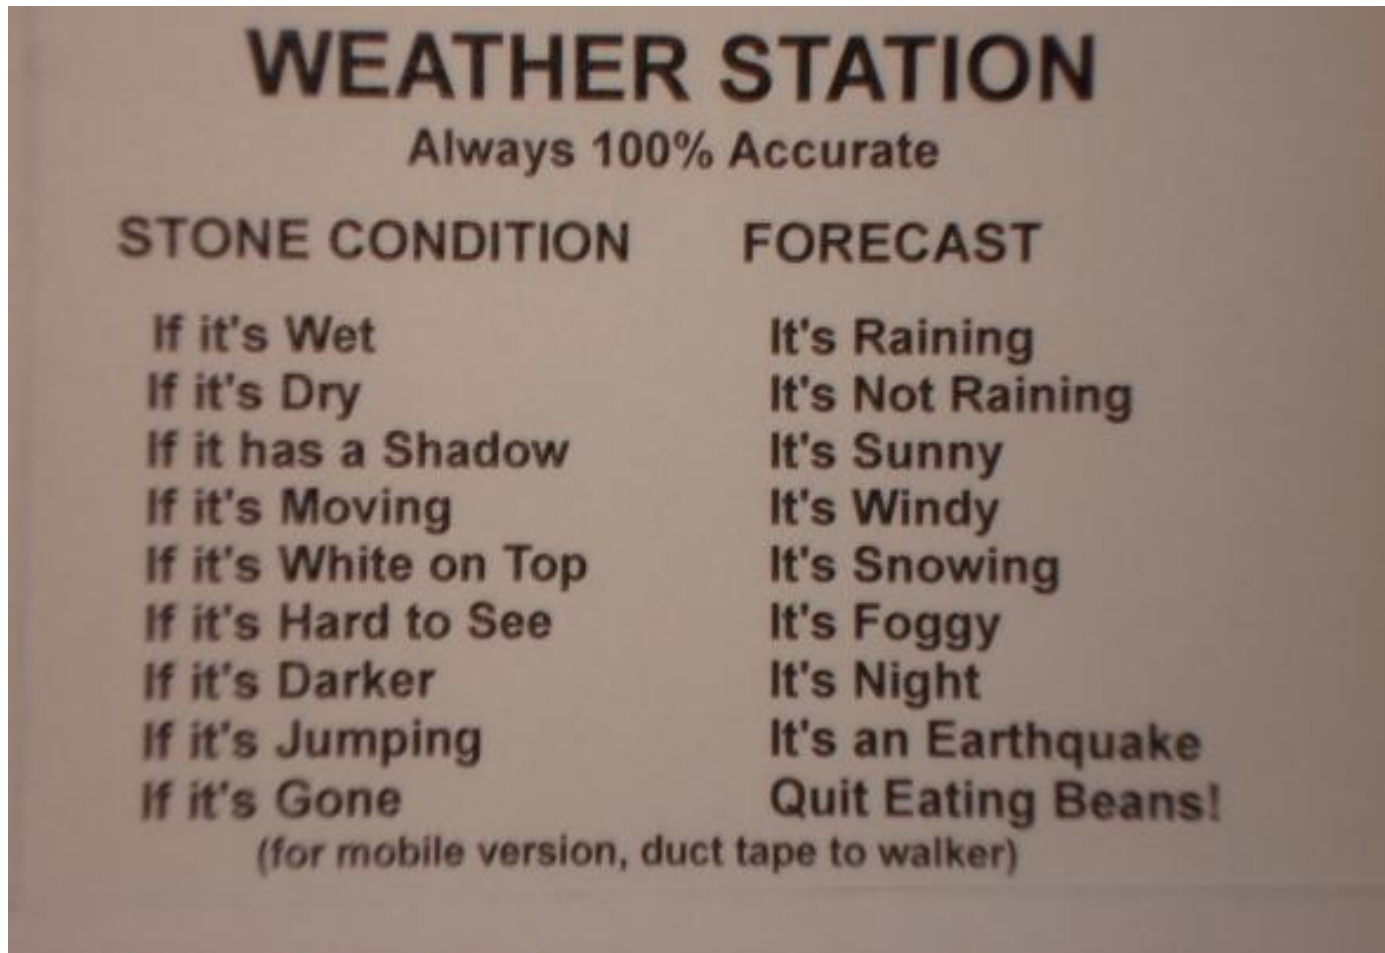 WEATHER STATION
Always 100% Accurate
STONE CONDITION FORECAST
If it's Wet It's Raining
If it's Dry It's Not Raining
If it has a Shadow It's Sunny
If it's Moving It's Windy
If it's White on Top It's Snowing
If it's Hard to See It's Foggy
If it's Darker It's Night
If it's Jumping It's an Earthquake
If it's Gone Quit Eating Beans!
(for mobile version, duct tape to walker)